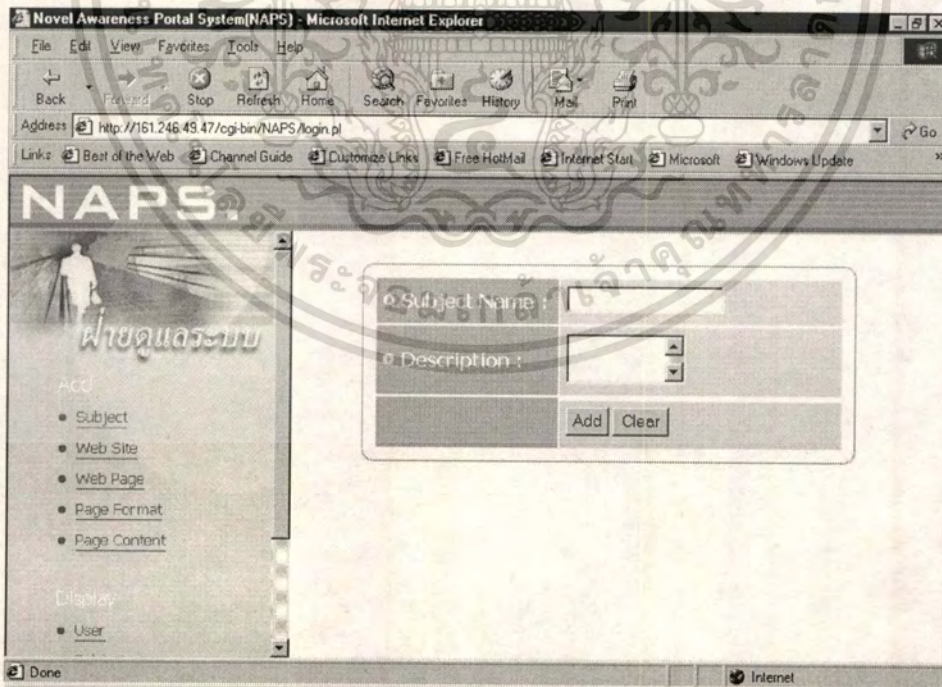 Novel Awareness Portal System(NAPS) - Microsoft Internet Explorer
File Edit View Favorites Tools Help
Back Forward Stop Refresh Home Search Favorites History Mail Print
Address http://161.246.49.47/cgi-bin/NAPS/login.pl Go
Links Best of the Web Channel Guide Customize Links Free HotMail Internet Start Microsoft Windows Update
NAPS.
ฝ่ายดูแลระบบ
Add
Subject
Web Site
Web Page
Page Format
Page Content
Display
User
Subject Name :
Description :
Add Clear
Done
Internet